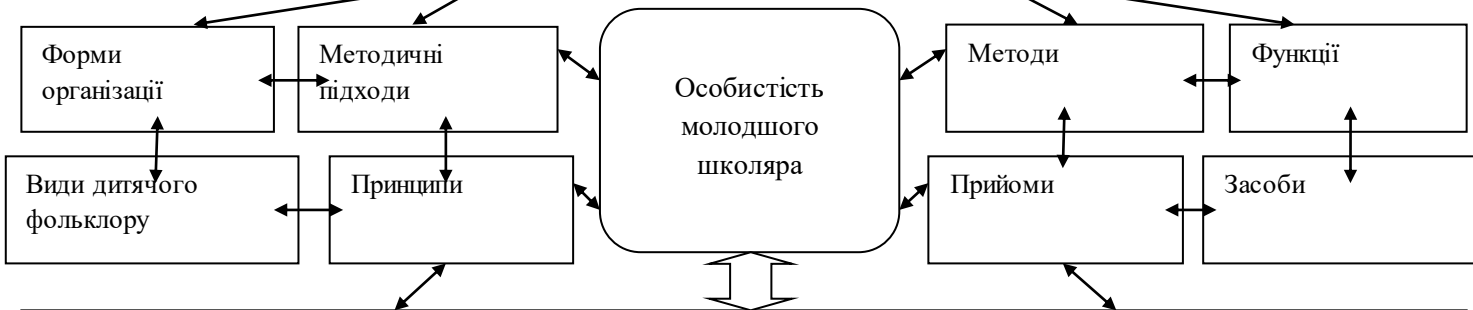 Форми
організації
Методичні
підходи
Особистість
молодшого
школяра
Методи
Функції
Види дитячого
фольклору
Принципи
Прийоми
Засоби